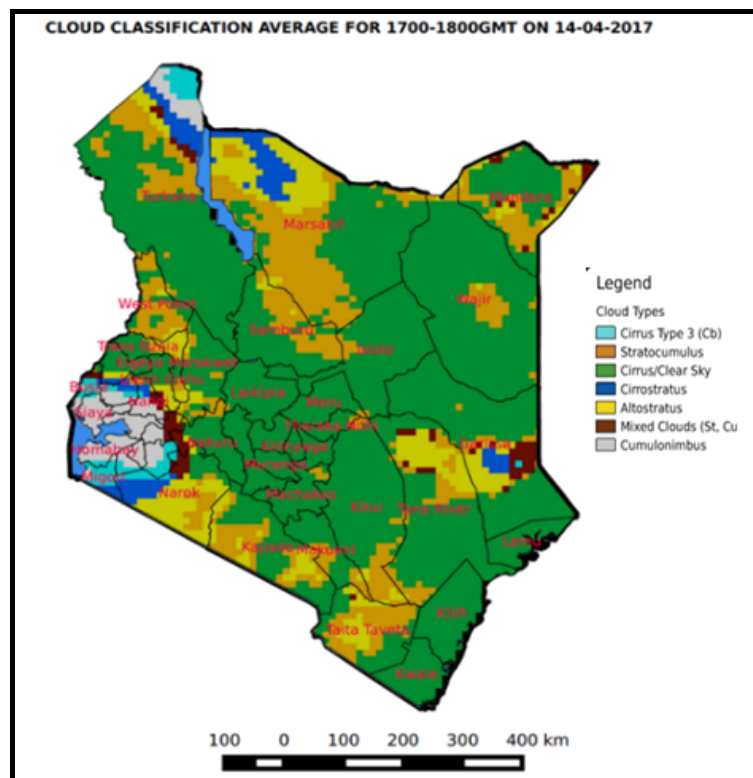 CLOUD CLASSIFICATION AVERAGE FOR 1700-1800GMT ON 14-04-2017
Mandera
Turkana
Marsabit
Wajir
West Pokot
Samburu
Isiolo
Trans Nzoia
Elgeyo Marakwet
Uasin Gishu
Laikipia
Busia
Nandi
Meru
Siaya
Tharaka Nithi
Nakuru
Kirinyaga
Garissa
Homabay
Muranga
Migori
Narok
Machakos
Kitui
Tana River
Lamu
Kajiado
Makueni
Kilifi
Taita Taveta
Kwale
Legend
Cloud Types
Cirrus Type 3 (Cb)
Stratocumulus
Cirrus/Clear Sky
Cirrostratus
Altostratus
Mixed Clouds (St, Cu
Cumulonimbus
100 0 100 200 300 400 km